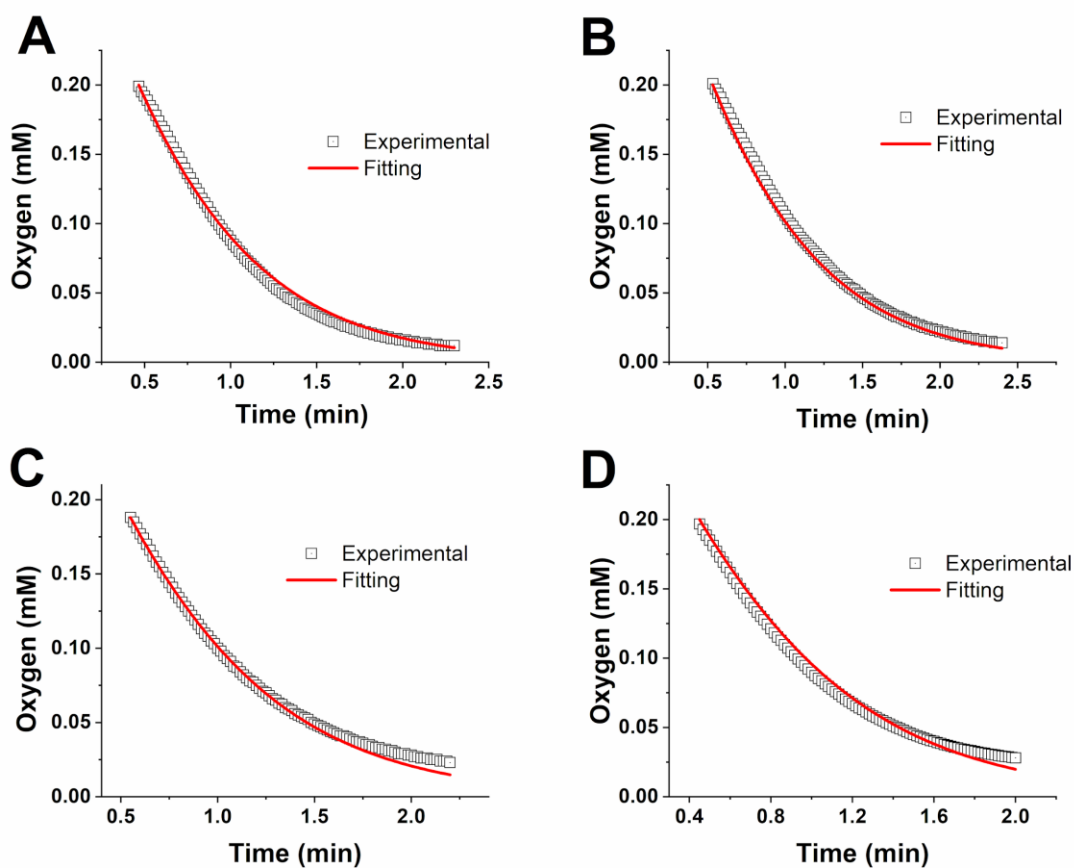 A
Oxygen (mM)
0.20
0.15
0.10
0.05
0.00
Experimental
Fitting
0.5 1.0 1.5 2.0 2.5
Time (min)
B
Oxygen (mM)
0.20
0.15
0.10
0.05
0.00
Experimental
Fitting
0.5 1.0 1.5 2.0 2.5
Time (min)
C
Oxygen (mM)
0.20
0.15
0.10
0.05
0.00
Experimental
Fitting
0.5 1.0 1.5 2.0
Time (min)
D
Oxygen (mM)
0.20
0.15
0.10
0.05
0.00
Experimental
Fitting
0.4 0.8 1.2 1.6 2.0
Time (min)